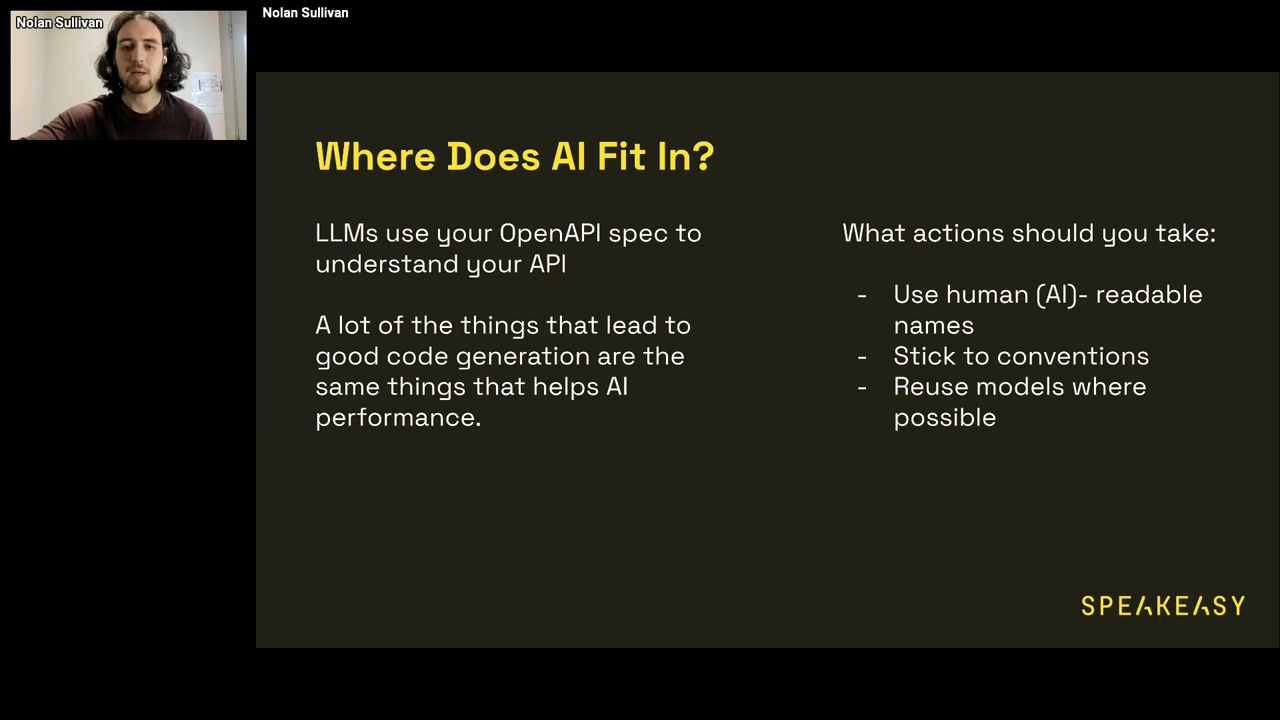 Nolan Sullivan
Nolan Sullivan
Where Does AI Fit In?
LLMs use your OpenAPI spec to
understand your API
A lot of the things that lead to
good code generation are the
same things that helps AI
performance.
What actions should you take:
- Use human (AI)- readable
names
- Stick to conventions
- Reuse models where
possible
SPEAKEASY